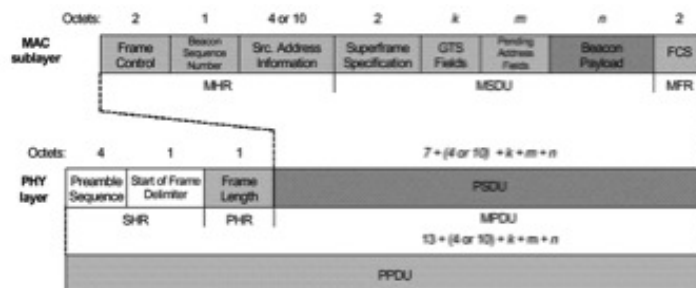 Octets: 2 1 4 or 10 2 k m n 2
MAC sublayer Frame Control Beacon Sequence Number Src. Address Information Superframe Specification GTS Fields Pending Address Fields Beacon Payload FCS
MHR MSDU MFR
Octets: 4 1 1 7 + (4 or 10) + k + m + n
PHY layer Preamble Sequence Start of Frame Delimiter Frame Length PSDU
SHR PHR MPDU
13 + (4 or 10) + k + m + n
PPDU